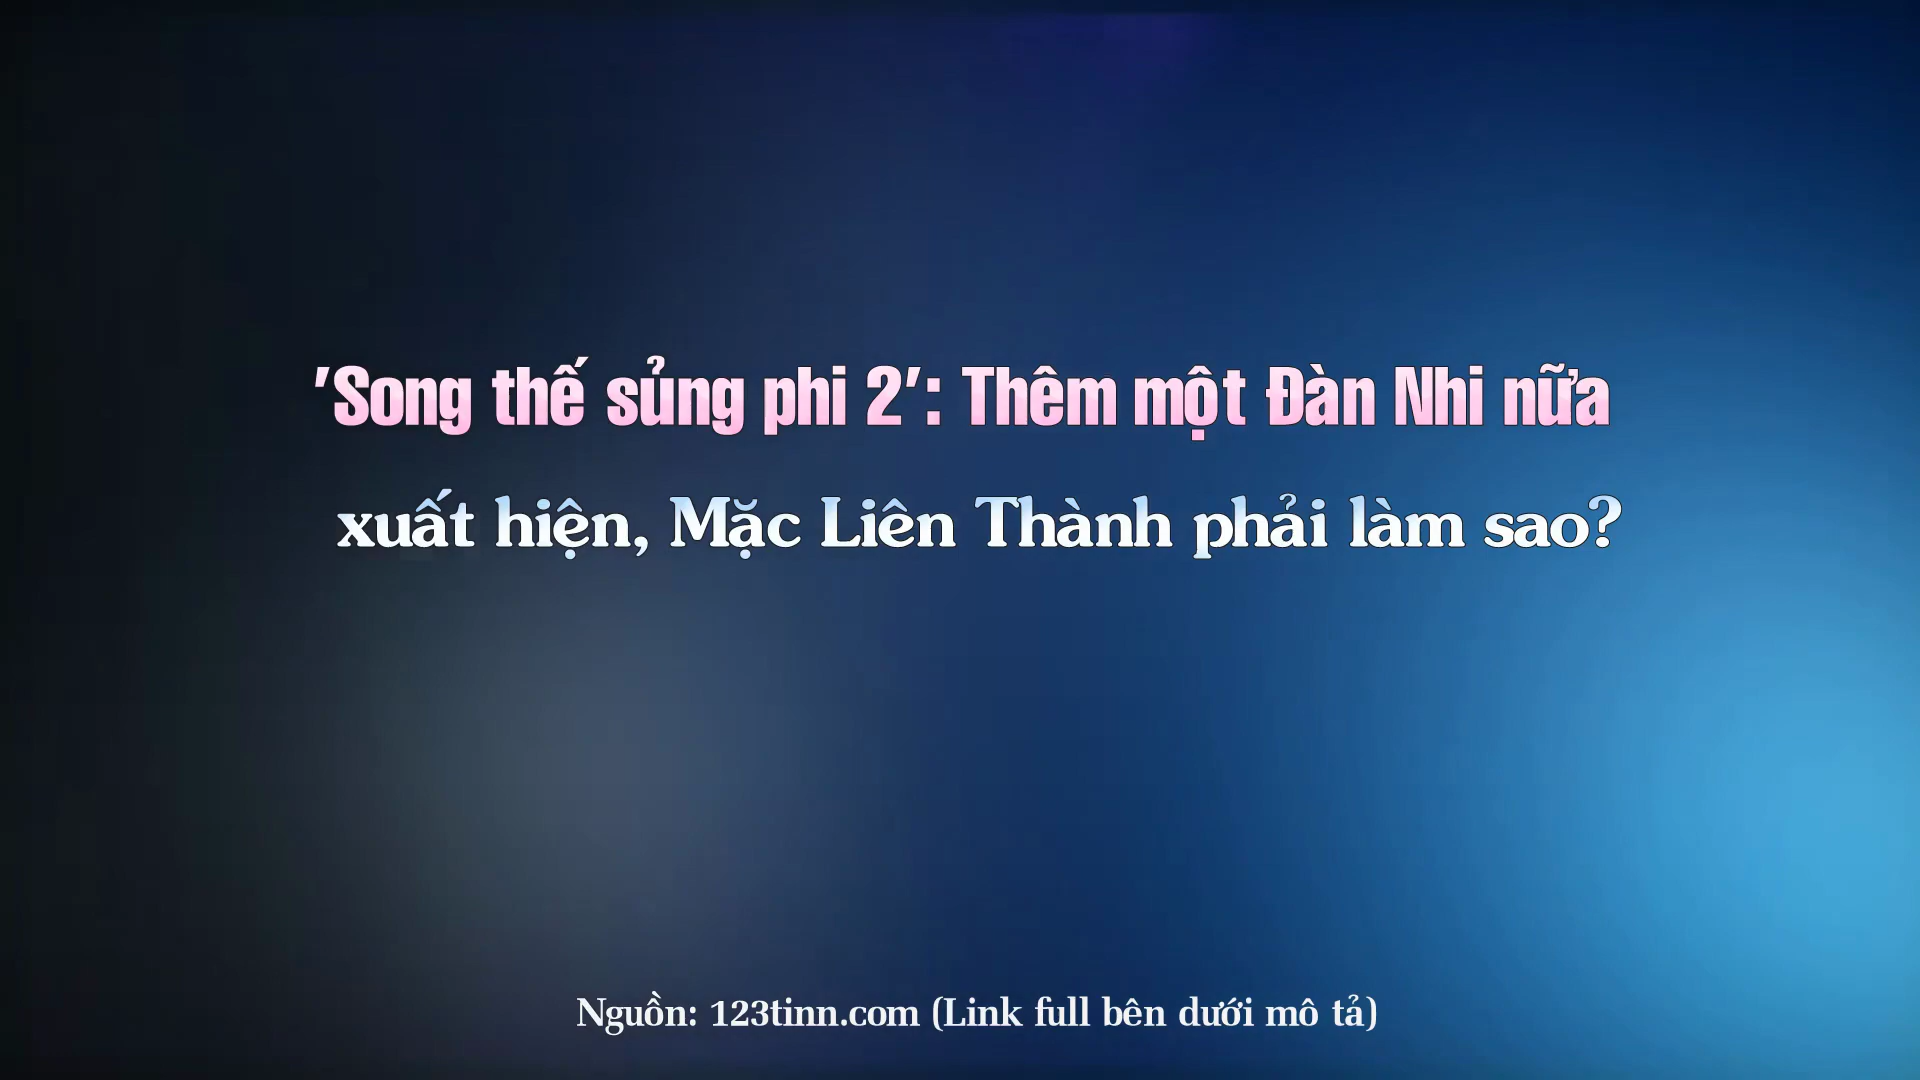 'Song thế sủng phi 2': Thêm một Đàn Nhi nữa
xuất hiện, Mặc Liên Thành phải làm sao?
Nguồn: 123tinn.com (Link full bên dưới mô tả)